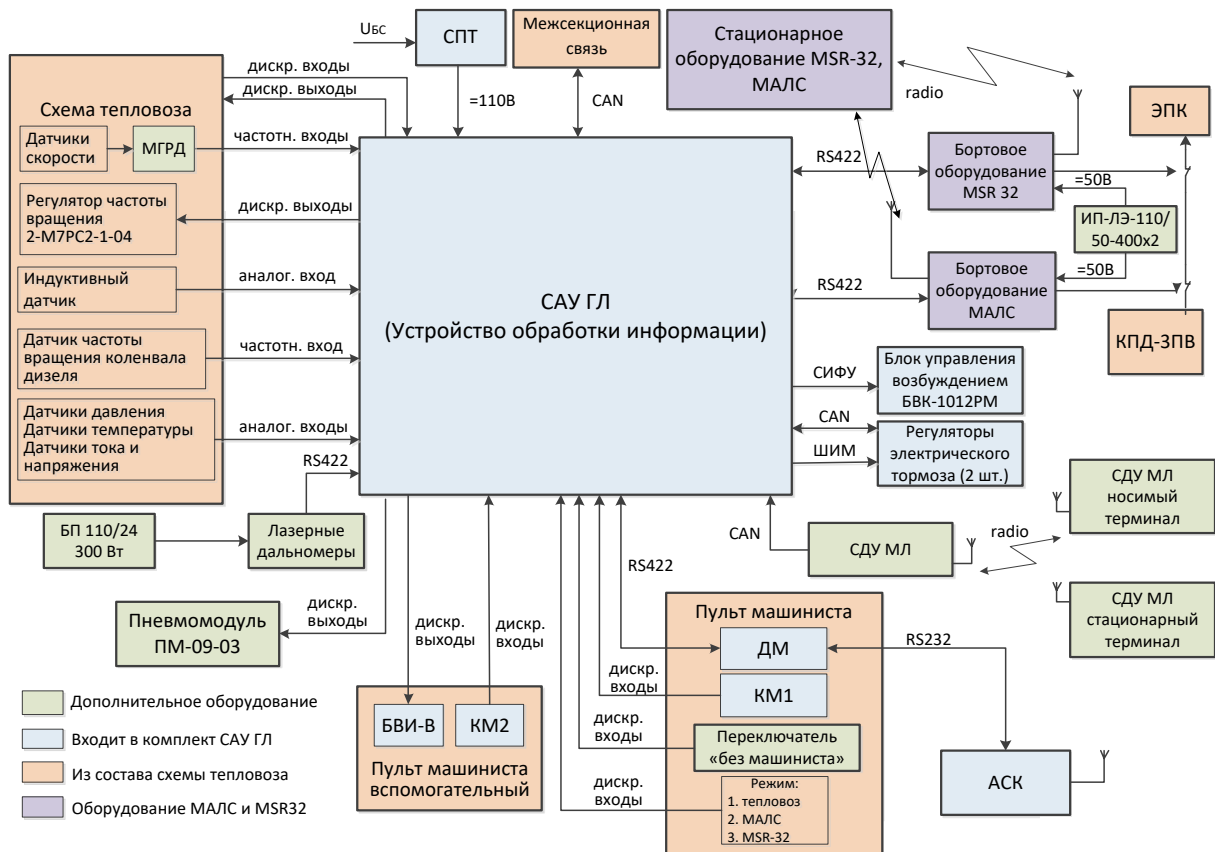 Uбс
СПТ
Межсекционная
связь
Стационарное
оборудование MSR-32,
МАЛС
radio
дискр. входы
дискр. выходы
=110В
CAN
Схема тепловоза
Датчики
скорости
МГРД
частотн. входы
ЭПК
RS422
Бортовое
оборудование
MSR 32
=50В
Регулятор частоты
вращения
2-М7РС2-1-04
дискр. выходы
ИП-ЛЭ-110/
50-400х2
Индуктивный
датчик
аналог. вход
САУ ГЛ
(Устройство обработки информации)
RS422
Бортовое
оборудование
МАЛС
=50В
КПД-3ПВ
Датчик частоты
вращения коленвала
дизеля
частотн. вход
СИФУ
Блок управления
возбуждением
БВК-1012РМ
Датчики давления
Датчики температуры
Датчики тока и
напряжения
аналог. входы
CAN
ШИМ
Регуляторы
электрического
тормоза (2 шт.)
RS422
БП 110/24
300 Вт
Лазерные
дальномеры
CAN
СДУ МЛ
radio
СДУ МЛ
носимый
терминал
СДУ МЛ
стационарный
терминал
RS422
Пневмомодуль
ПМ-09-03
дискр.
выходы
дискр.
выходы
дискр.
входы
Пульт машиниста
ДМ
RS232
дискр.
входы
КМ1
дискр.
входы
Переключатель
«без машиниста»
дискр.
входы
Режим:
1. тепловоз
2. МАЛС
3. MSR-32
БВИ-В
КМ2
Пульт машиниста
вспомогательный
АСК
Дополнительное оборудование
Входит в комплект САУ ГЛ
Из состава схемы тепловоза
Оборудование МАЛС и MSR32